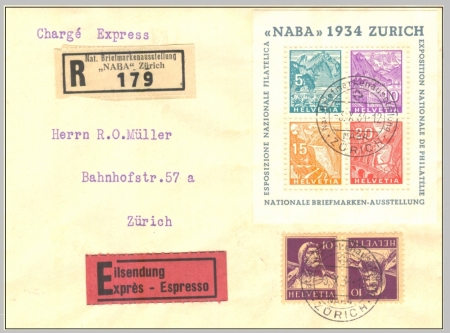 Chargé Express
Nat. Briefmarkenausstellung
„NABA", Zürich
R 179
Herrn R.O.Müller
Bahnhofstr.57 a
Zürich
Eilsendung
Exprès - Espresso
«NABA» 1934 ZURICH
ESPOSIZIONE NAZIONALE FILATELICA
EXPOSITION NATIONALE DE PHILATELIE
5
HELVETIA
HELVETIA
15
HELVETIA
20
HELVETIA
ZÜRICH
NATIONALE BRIEFMARKEN-AUSSTELLUNG
10
HELVETIA
10
HELVETIA
ZÜRICH